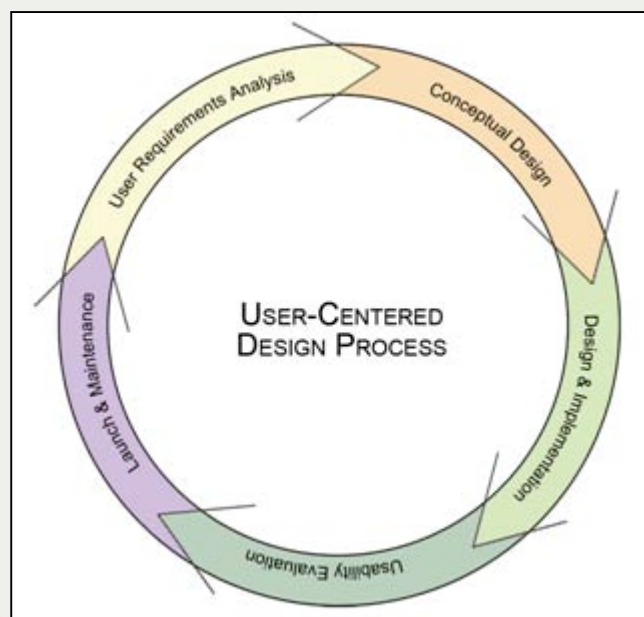 User Requirements Analysis
Conceptual Design
Design & Implementation
Usability Evaluation
Launch & Maintenance
USER-CENTERED
DESIGN PROCESS